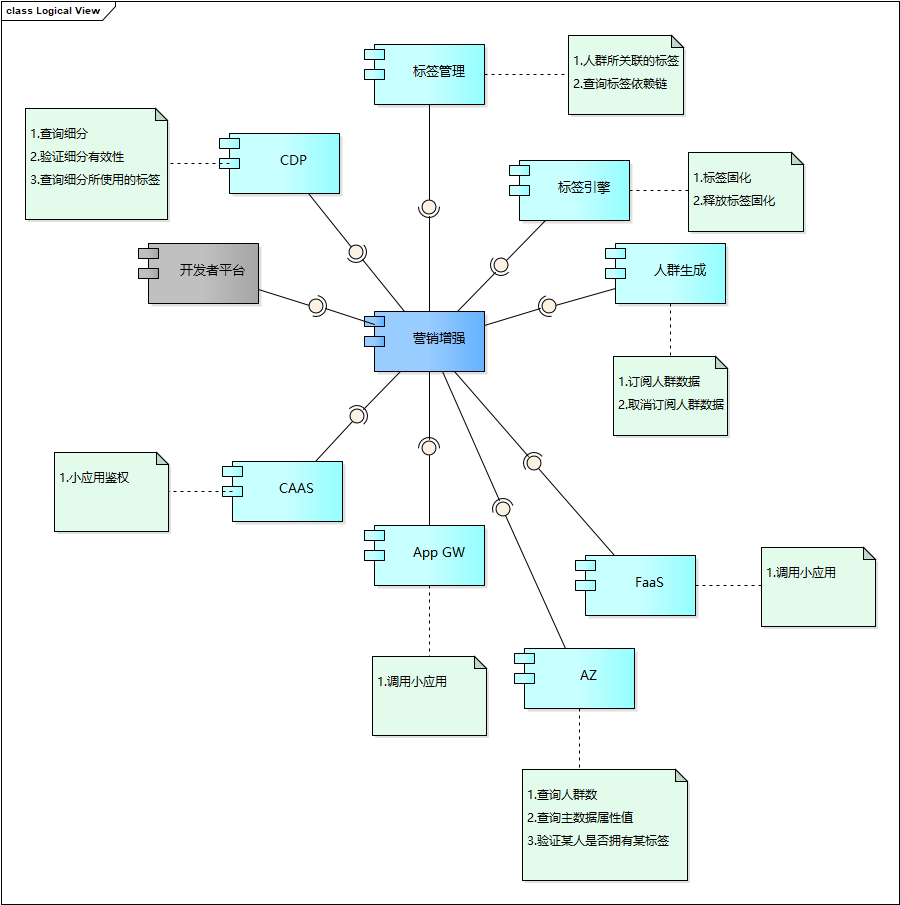 class Logical View
标签管理
1.人群所关联的标签
2.查询标签依赖链
1.查询细分
2.验证细分有效性
3.查询细分所使用的标签
CDP
标签引擎
1.标签固化
2.释放标签固化
开发者平台
人群生成
营销增强
1.订阅人群数据
2.取消订阅人群数据
1.小应用鉴权
CAAS
App GW
FaaS
1.调用小应用
1.调用小应用
AZ
1.查询人群数
2.查询主数据属性值
3.验证某人是否拥有某标签